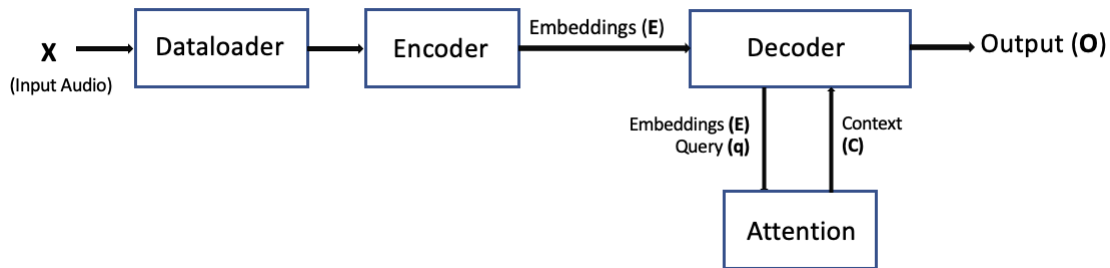 X
(Input Audio)
Dataloader
Encoder
Embeddings (E)
Decoder
Output (O)
Embeddings (E)
Query (q)
Context
(C)
Attention